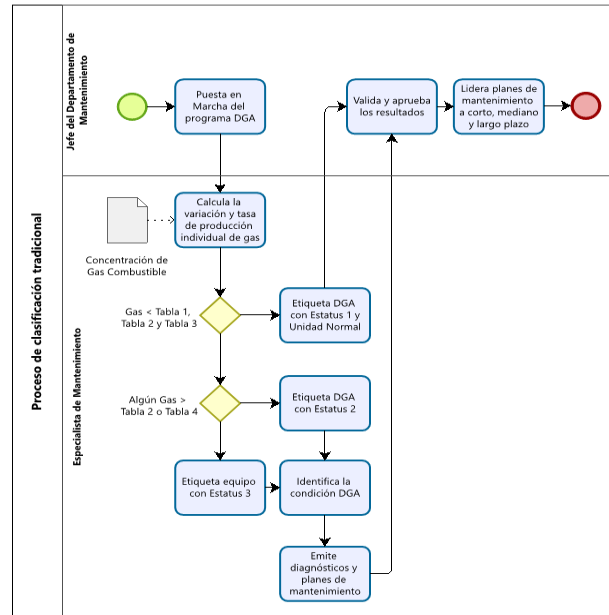 Proceso de clasificación tradicional
Jefe del Departamento de
Mantenimiento
Puesta en
Marcha del
programa DGA
Valida y aprueba
los resultados
Lidera planes de
mantenimiento
a corto, mediano
y largo plazo
Especialista de Mantenimiento
Calcula la
variación y tasa
de producción
individual de gas
Concentración de
Gas Combustible
Gas < Tabla 1,
Tabla 2 y Tabla 3
Etiqueta DGA
con Estatus 1 y
Unidad Normal
Algún Gas >
Tabla 2 o Tabla 4
Etiqueta DGA
con Estatus 2
Etiqueta equipo
con Estatus 3
Identifica la
condición DGA
Emite
diagnósticos y
planes de
mantenimiento